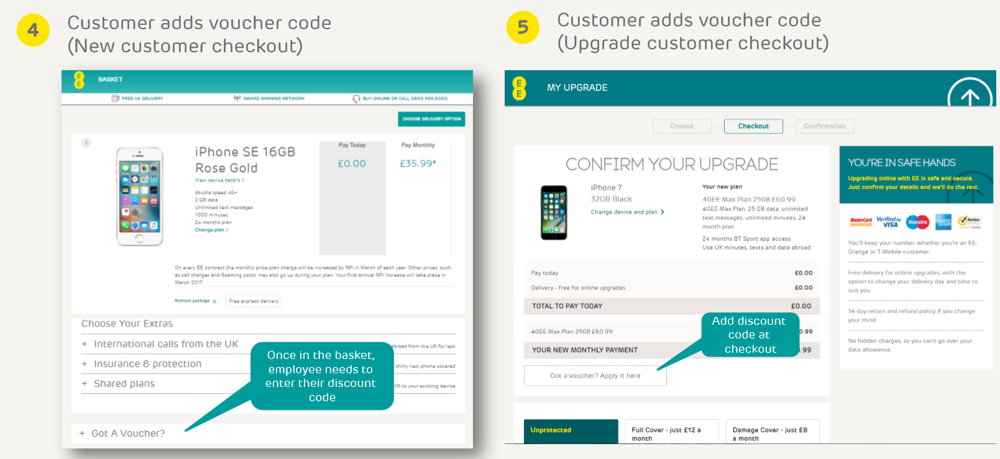 4
Customer adds voucher code
(New customer checkout)
E
E
BASKET
FREE UK DELIVERY
AWARD WINNING NETWORK
BUY ONLINE OR CALL 0800 956 6000
CHOOSE DELIVERY OPTION
1
iPhone SE 16GB
Rose Gold
View device details >
double speed 4G+
2 GB data
Unlimited text messages
1000 minutes
24 months plan
Change plan >
Pay Today
£0.00
Pay Monthly
£35.99*
On every EE contract the monthly price plan charge will be increased by RPI in March of each year. Other prices, such
as call charges and Roaming costs, may also go up during your plan. Your first annual RPI increase will take place in
March 2017.
Remove package X
Free express delivery
Choose Your Extras
+ International calls from the UK
abroad from the UK for less
+ Insurance & protection
shiny new phone covered
+ Shared plans
to your existing device
Once in the basket,
employee needs to
enter their discount
code
+ Got A Voucher?
5
Customer adds voucher code
(Upgrade customer checkout)
E
E
MY UPGRADE
Choose
Checkout
Confirmation
CONFIRM YOUR UPGRADE
iPhone 7
32GB Black
Change device and plan >
Your new plan
4GEE Max Plan 25GB £60.99
4GEE Max Plan, 25 GB data, unlimited
text messages, unlimited minutes, 24
month plan
24 months BT Sport app access
Use UK minutes, texts and data abroad
Pay today £0.00
Delivery - free for online upgrades £0.00
TOTAL TO PAY TODAY £0.00
4GEE Max Plan 25GB £60.99 0.99
YOUR NEW MONTHLY PAYMENT .99
Add discount
code at
checkout
Got a voucher? Apply it here
Unprotected
Full Cover - just £12 a
month
Damage Cover - just £8
a month
YOU'RE IN SAFE HANDS
Upgrading online with EE is safe and secure.
Just confirm your details and we'll do the rest.
MasterCard.
SecureCode.
Verified by
VISA
Maestro
Norton
You'll keep your number, whether you're an EE,
Orange or T-Mobile customer.
Free delivery for online upgrades, with the
option to change your delivery day and time to
suit you.
14-day return and refund policy if you change
your mind.
No hidden charges, so you can't go over your
data allowance.